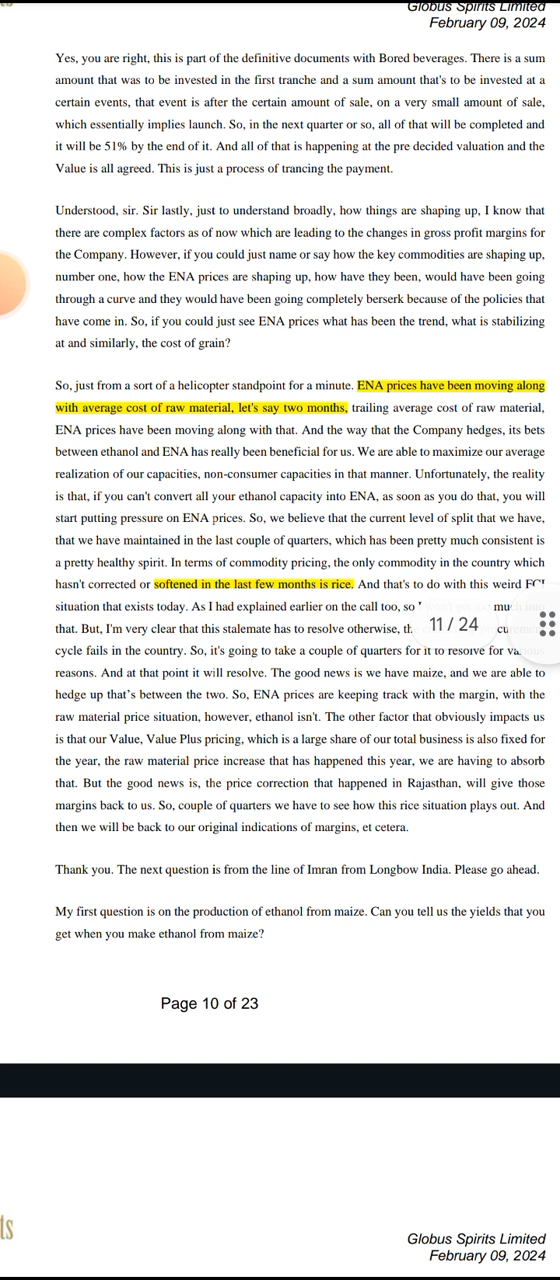 Globus Spirits Limited
February 09, 2024
Yes, you are right, this is part of the definitive documents with Bored beverages. There is a sum
amount that was to be invested in the first tranche and a sum amount that's to be invested at a
certain events, that event is after the certain amount of sale, on a very small amount of sale,
which essentially implies launch. So, in the next quarter or so, all of that will be completed and
it will be 51% by the end of it. And all of that is happening at the pre decided valuation and the
Value is all agreed. This is just a process of trancing the payment.
Understood, sir. Sir lastly, just to understand broadly, how things are shaping up, I know that
there are complex factors as of now which are leading to the changes in gross profit margins for
the Company. However, if you could just name or say how the key commodities are shaping up,
number one, how the ENA prices are shaping up, how have they been, would have been going
through a curve and they would have been going completely berserk because of the policies that
have come in. So, if you could just see ENA prices what has been the trend, what is stabilizing
at and similarly, the cost of grain?
So, just from a sort of a helicopter standpoint for a minute. ENA prices have been moving along
with average cost of raw material, let's say two months, trailing average cost of raw material,
ENA prices have been moving along with that. And the way that the Company hedges, its bets
between ethanol and ENA has really been beneficial for us. We are able to maximize our average
realization of our capacities, non-consumer capacities in that manner. Unfortunately, the reality
is that, if you can't convert all your ethanol capacity into ENA, as soon as you do that, you will
start putting pressure on ENA prices. So, we believe that the current level of split that we have,
that we have maintained in the last couple of quarters, which has been pretty much consistent is
a pretty healthy spirit. In terms of commodity pricing, the only commodity in the country which
hasn't corrected or softened in the last few months is rice. And that's to do with this weird FCI
situation that exists today. As I had explained earlier on the call too, so much into
that. But, I'm very clear that this stalemate has to resolve otherwise,
11 / 24
cycle fails in the country. So, it's going to take a couple of quarters for it to resolve for various
reasons. And at that point it will resolve. The good news is we have maize, and we are able to
hedge up that's between the two. So, ENA prices are keeping track with the margin, with the
raw material price situation, however, ethanol isn't. The other factor that obviously impacts us
is that our Value, Value Plus pricing, which is a large share of our total business is also fixed for
the year, the raw material price increase that has happened this year, we are having to absorb
that. But the good news is, the price correction that happened in Rajasthan, will give those
margins back to us. So, couple of quarters we have to see how this rice situation plays out. And
then we will be back to our original indications of margins, et cetera.
Thank you. The next question is from the line of Imran from Longbow India. Please go ahead.
My first question is on the production of ethanol from maize. Can you tell us the yields that you
get when you make ethanol from maize?
Page 10 of 23
ts
Globus Spirits Limited
February 09, 2024